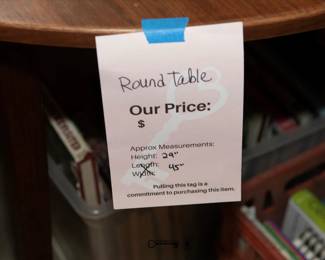 Round Table
Our Price:
$
Approx Measurements:
Height: 29"
Length: 45"
Width:
Pulling this tag is a
commitment to purchasing this item.